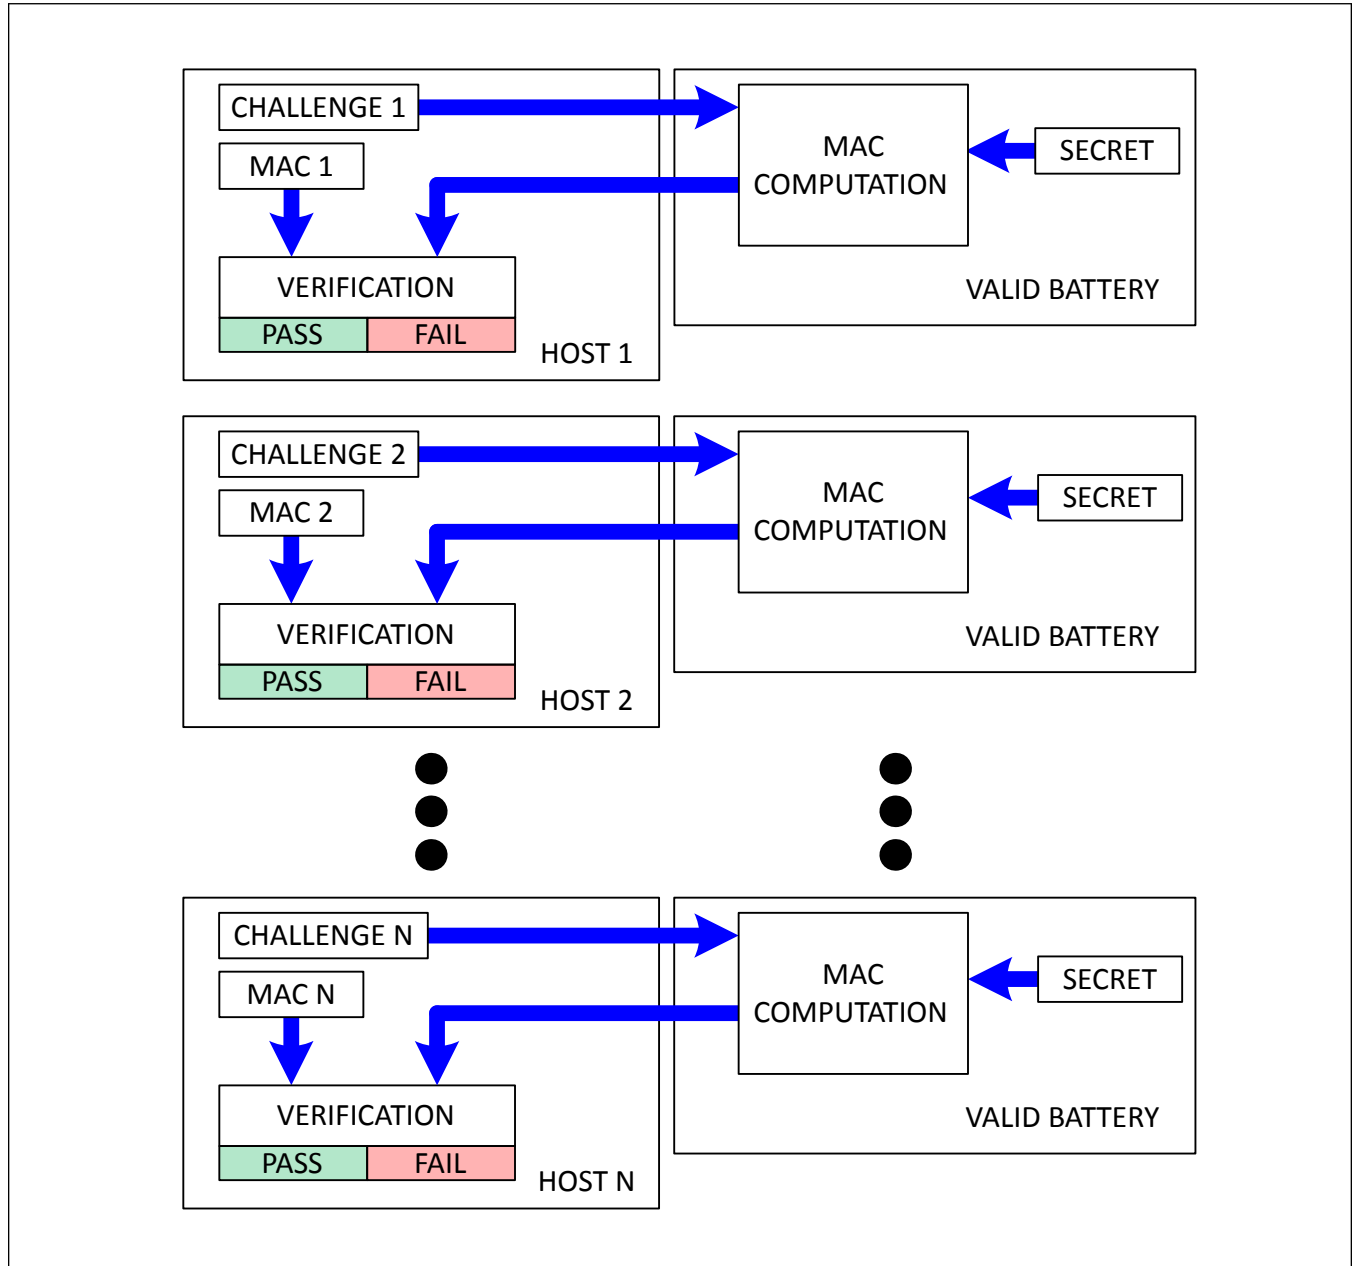 CHALLENGE 1
MAC 1
VERIFICATION
PASS FAIL
HOST 1
MAC
COMPUTATION
SECRET
VALID BATTERY
CHALLENGE 2
MAC 2
VERIFICATION
PASS FAIL
HOST 2
MAC
COMPUTATION
SECRET
VALID BATTERY
CHALLENGE N
MAC N
VERIFICATION
PASS FAIL
HOST N
MAC
COMPUTATION
SECRET
VALID BATTERY